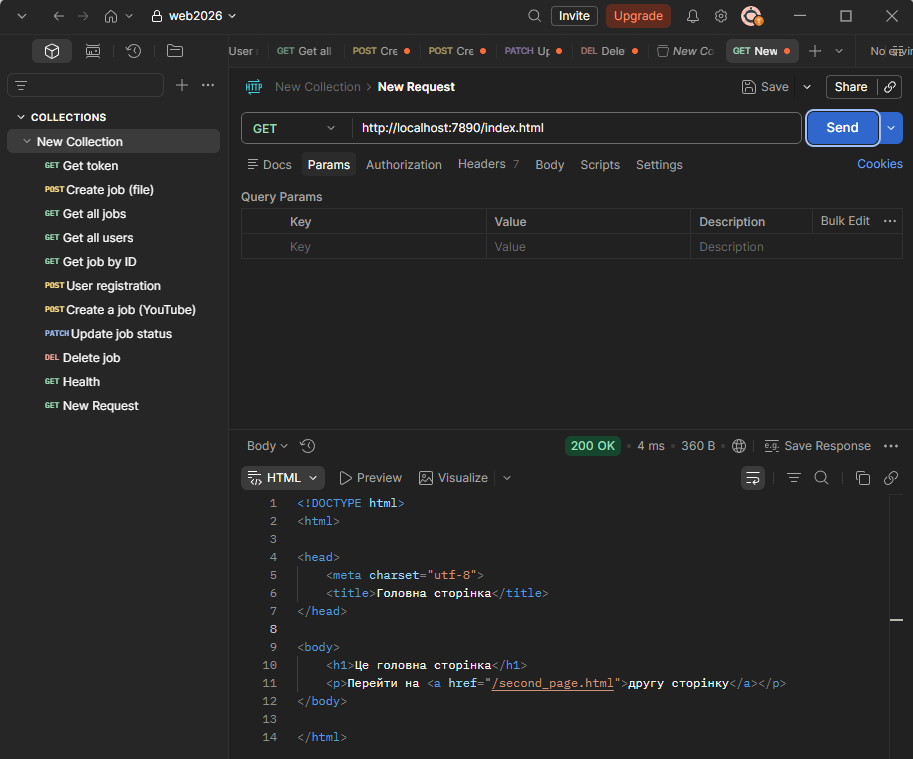 web2026
Invite
Upgrade
User
GET Get all
POST Cre
POST Cre
PATCH Up
DEL Dele
New Co
GET New
HTTP New Collection > New Request
Save
Share
GET http://localhost:7890/index.html
Send
Docs Params Authorization Headers 7 Body Scripts Settings Cookies
Query Params
Key Value Description Bulk Edit
Key Value Description
COLLECTIONS
New Collection
GET Get token
POST Create job (file)
GET Get all jobs
GET Get all users
GET Get job by ID
POST User registration
POST Create a job (YouTube)
PATCH Update job status
DEL Delete job
GET Health
GET New Request
Body 200 OK • 4 ms • 360 B • e.g. Save Response
HTML Preview Visualize
1 <!DOCTYPE html>
2 <html>
3
4 <head>
5 <meta charset="utf-8">
6 <title>Головна сторінка</title>
7 </head>
8
9 <body>
10 <h1>Це головна сторінка</h1>
11 <p>Перейти на <a href="/second_page.html">другу сторінку</a></p>
12 </body>
13
14 </html>